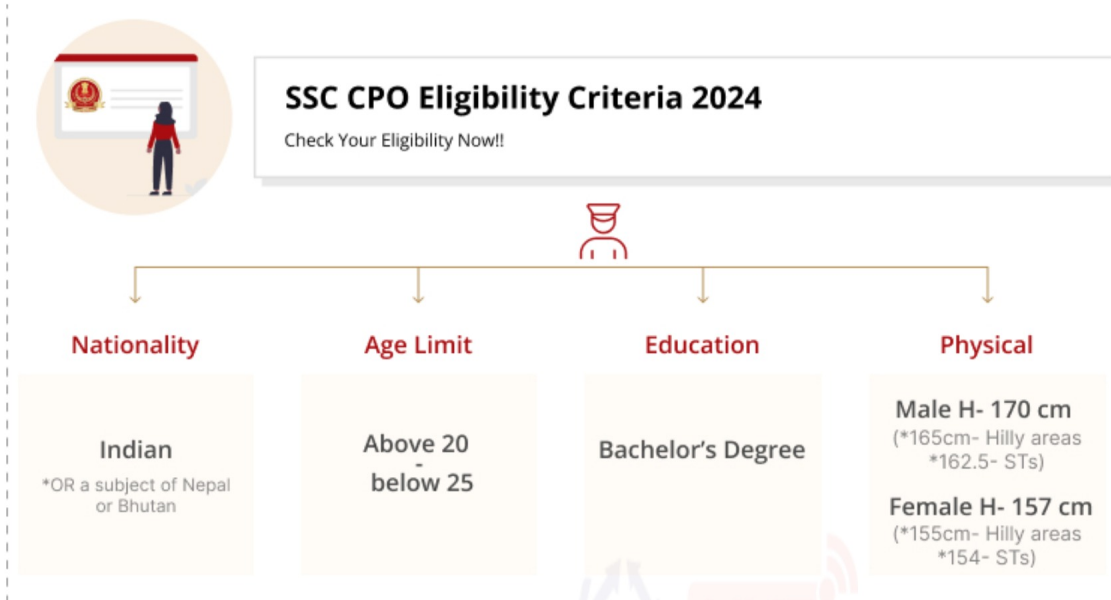 SSC CPO Eligibility Criteria 2024
Check Your Eligibility Now!!
Nationality
Indian
*OR a subject of Nepal
or Bhutan
Age Limit
Above 20
-
below 25
Education
Bachelor’s Degree
Physical
Male H- 170 cm
(*165cm- Hilly areas
*162.5- STs)
Female H- 157 cm
(*155cm- Hilly areas
*154- STs)